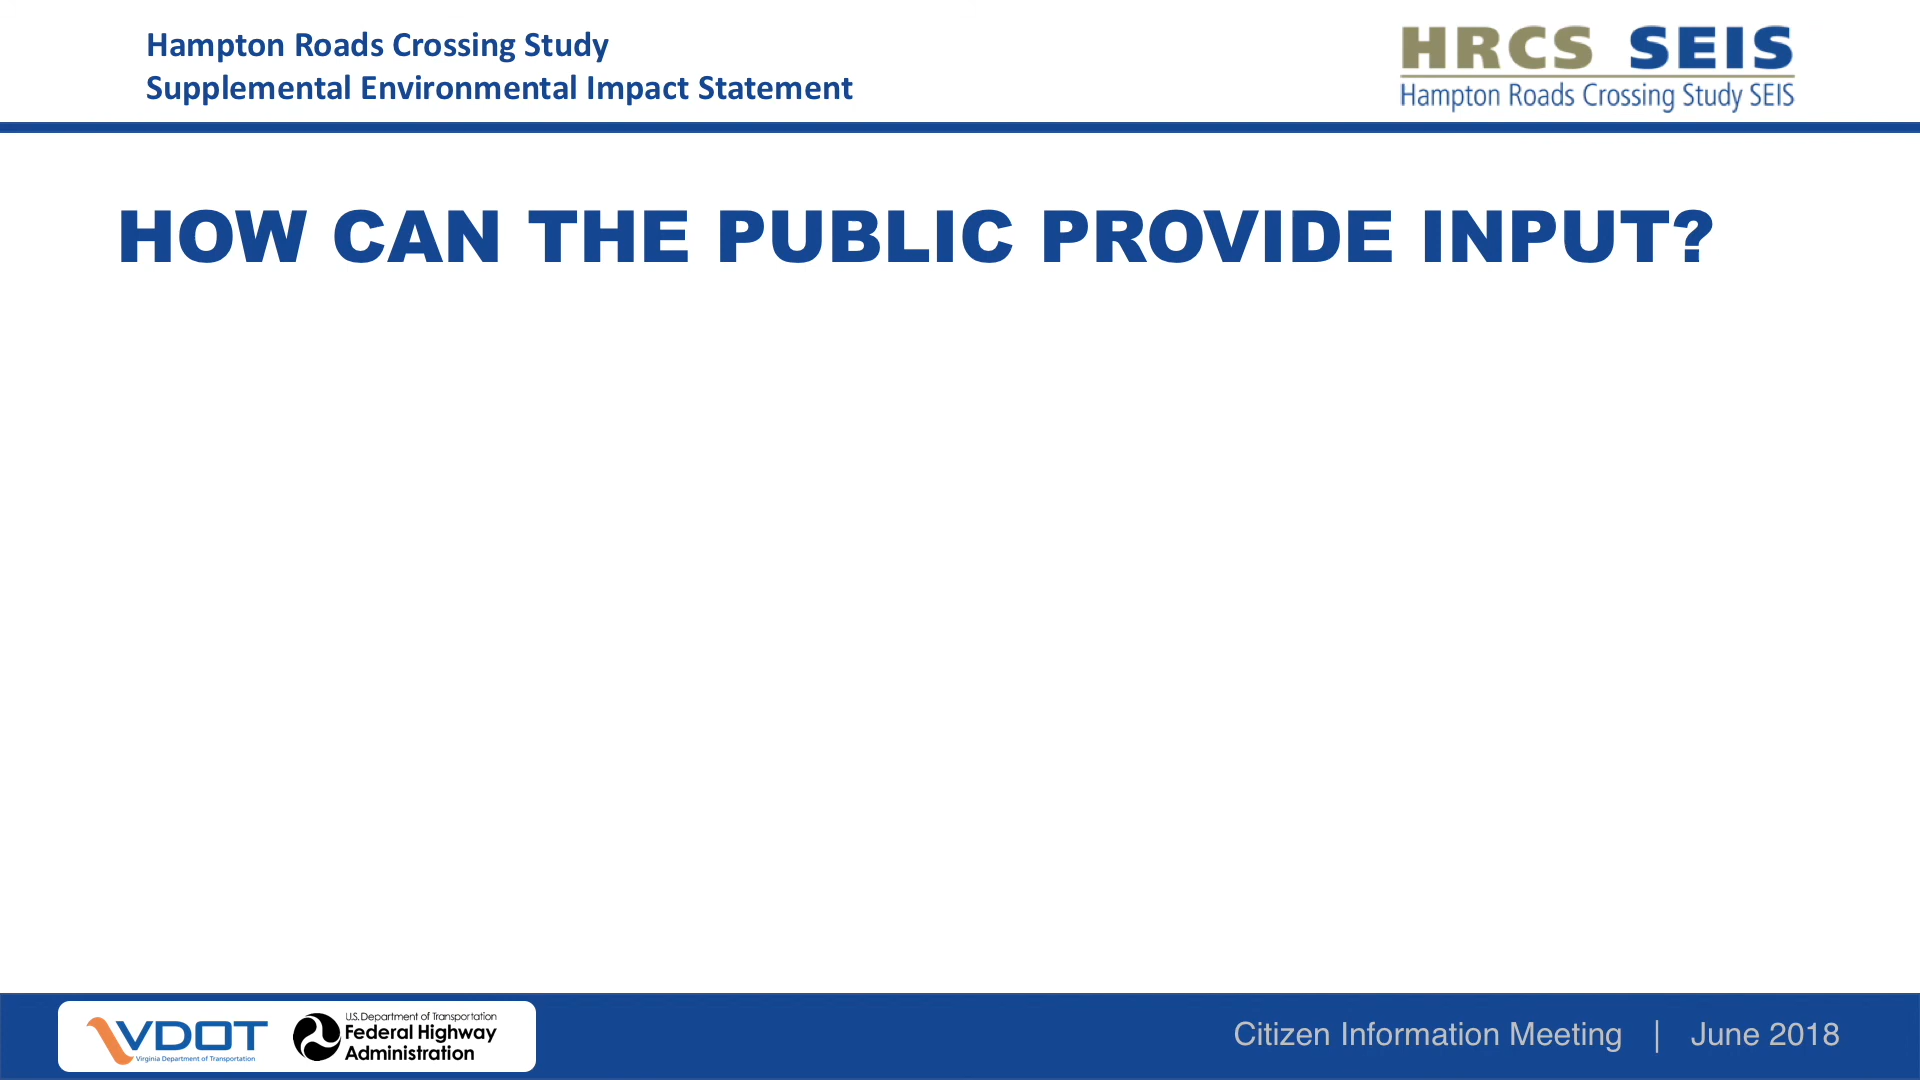 Hampton Roads Crossing Study
Supplemental Environmental Impact Statement
HRCS SEIS
Hampton Roads Crossing Study SEIS
HOW CAN THE PUBLIC PROVIDE INPUT?
VDOT
Virginia Department of Transportation
U.S. Department of Transportation
Federal Highway
Administration
Citizen Information Meeting | June 2018